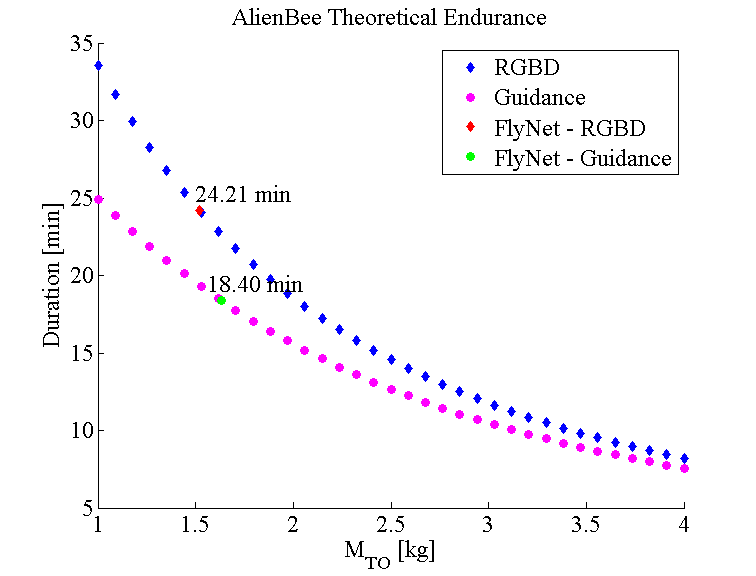 AlienBee Theoretical Endurance
35
30
25
20
15
10
5
Duration [min]
RGBD
Guidance
FlyNet - RGBD
FlyNet - Guidance
24.21 min
18.40 min
1
1.5
2
2.5
3
3.5
4
M_TO [kg]